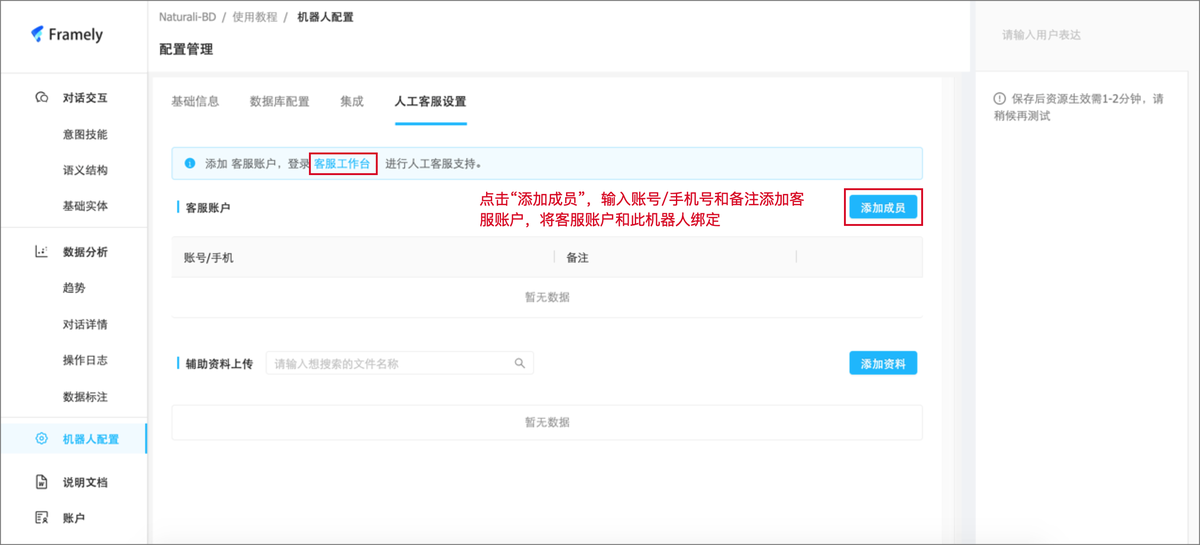 Framely
对话交互
意图技能
语义结构
基础实体
数据分析
趋势
对话详情
操作日志
数据标注
机器人配置
说明文档
账户
Naturali-BD / 使用教程 / 机器人配置
配置管理
基础信息 数据库配置 集成 人工客服设置
添加 客服账户，登录 客服工作台 进行人工客服支持。
点击“添加成员”，输入账号/手机号和备注添加客
服账户，将客服账户和此机器人绑定
客服账户 添加成员
账号/手机 备注
暂无数据
辅助资料上传 请输入想搜索的文件名称 添加资料
暂无数据
请输入用户表达
保存后资源生效需1-2分钟，请
稍候再测试